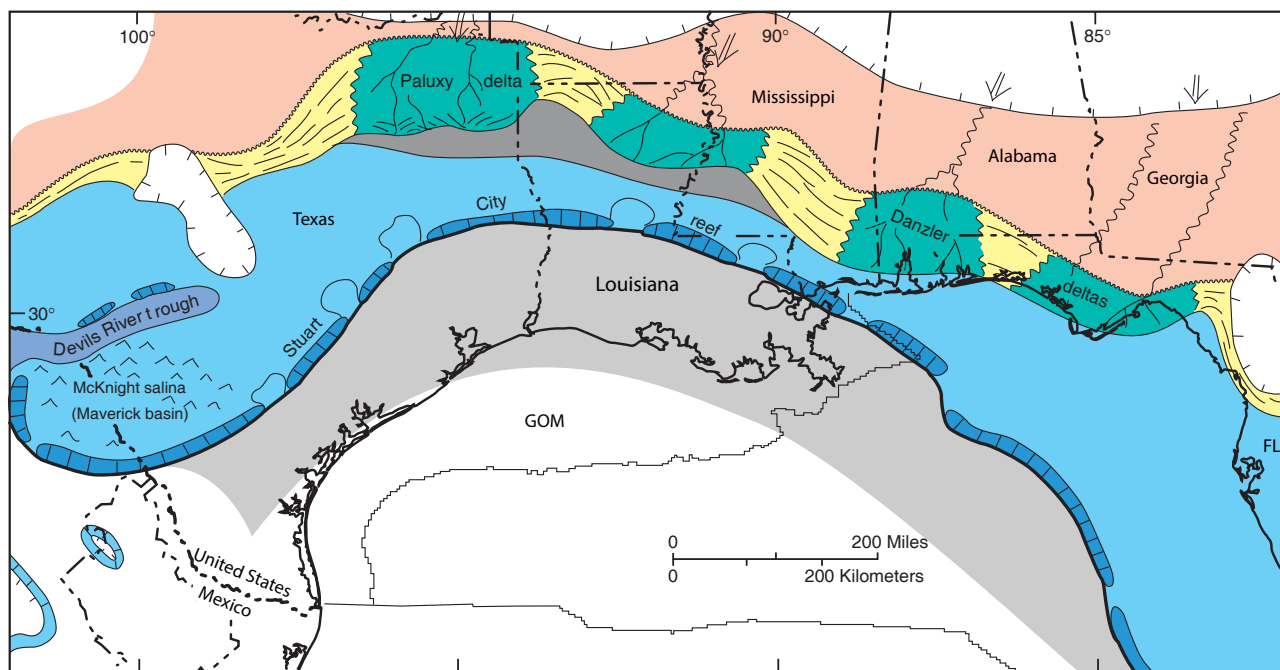 100°
90°
85°
Paluxy delta
Mississippi
Alabama
Georgia
Texas
City
reef
Danzler
deltas
Louisiana
30°
Devils River trough
Stuart
McKnight salina
(Maverick basin)
GOM
FL
0 200 Miles
0 200 Kilometers
United States
Mexico